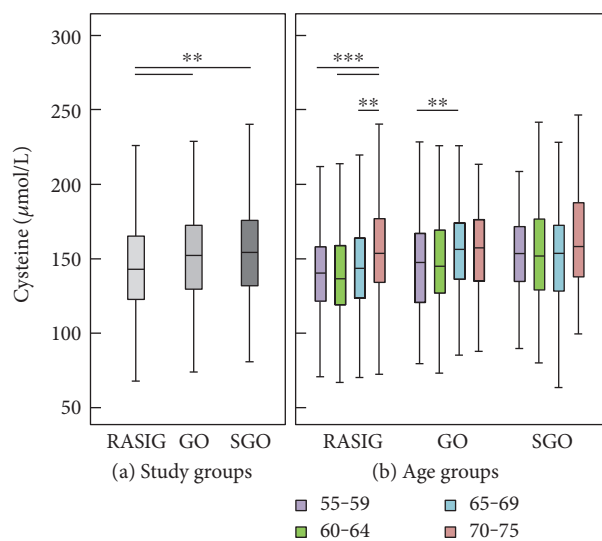 300
250
200
150
100
50
Cysteine (μmol/L)
**
***
**
**
RASIG GO SGO
RASIG GO SGO
(a) Study groups
(b) Age groups
55–59
65–69
60–64
70–75